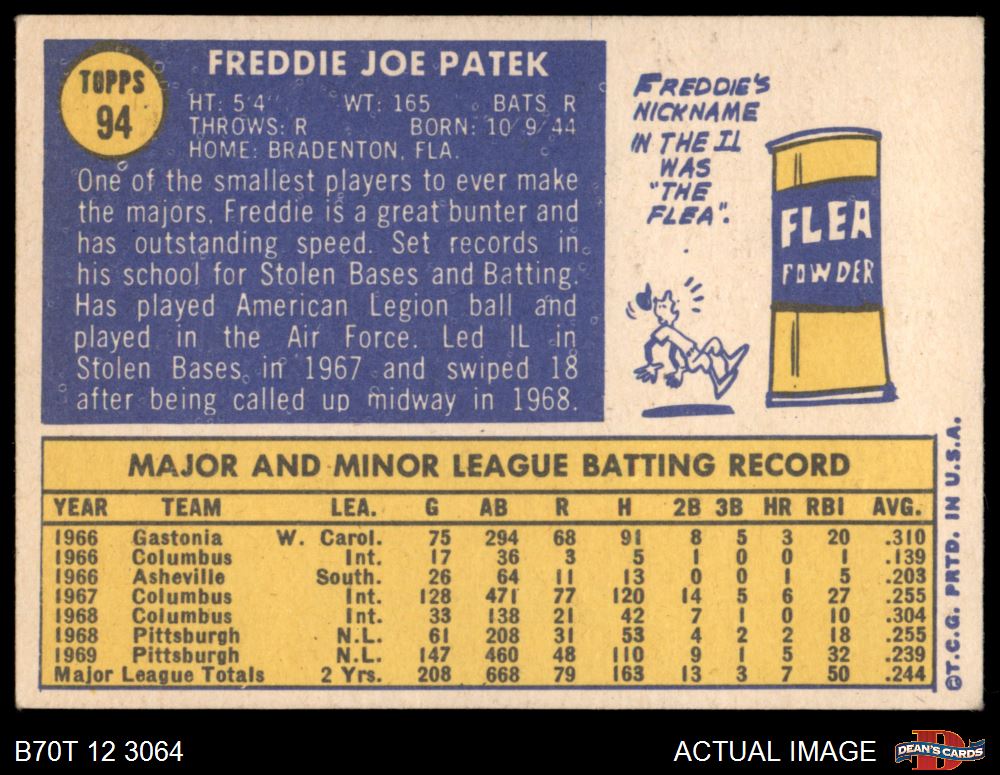 TOPPS
94
FREDDIE JOE PATEK
HT: 5'4" WT: 165 BATS R
THROWS: R BORN: 10/9/44
HOME: BRADENTON, FLA.
One of the smallest players to ever make
the majors, Freddie is a great bunter and
has outstanding speed. Set records in
his school for Stolen Bases and Batting.
Has played American Legion ball and
played in the Air Force. Led IL in
Stolen Bases in 1967 and swiped 18
after being called up midway in 1968.
FREDDIE'S
NICKNAME
IN THE IL
WAS
"THE
FLEA".
FLEA
POWDER
MAJOR AND MINOR LEAGUE BATTING RECORD
YEAR TEAM LEA. G AB R H 2B 3B HR RBI AVG.
1966 Gastonia W. Carol. 75 294 68 91 8 5 3 20 .310
1966 Columbus Int. 17 36 3 5 1 0 0 1 .139
1966 Asheville South. 26 64 11 13 0 0 1 5 .203
1967 Columbus Int. 128 471 77 120 14 5 6 27 .255
1968 Columbus Int. 33 138 21 42 7 1 0 10 .304
1968 Pittsburgh N.L. 61 208 31 53 4 2 2 18 .255
1969 Pittsburgh N.L. 147 460 48 110 9 1 5 32 .239
Major League Totals 2 Yrs. 208 668 79 163 13 3 7 50 .244
©T.C.G. PRTD. IN U.S.A.
B70T 12 3064
ACTUAL IMAGE
DEAN'S CARDS